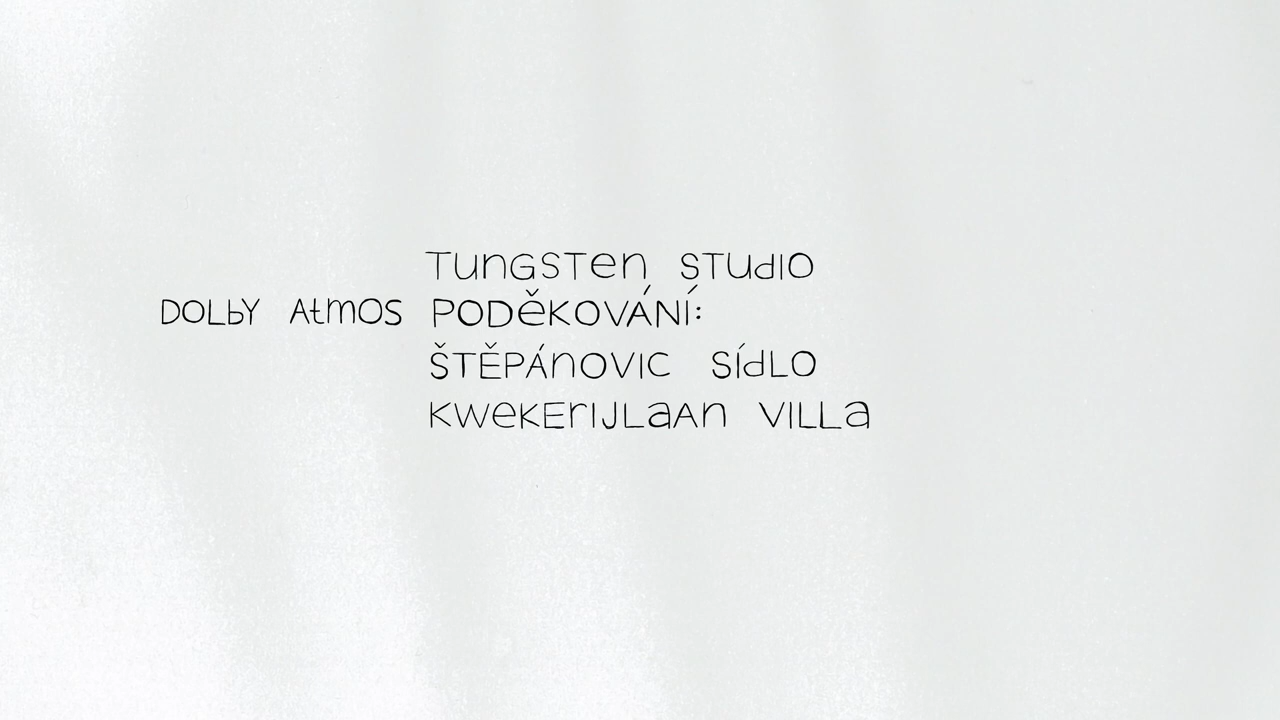 Tungsten Studio
Dolby Atmos PODĚKOVÁNÍ:
ŠTĚPÁNOVIC SÍDLO
KWEKERIJLAAN VILLA